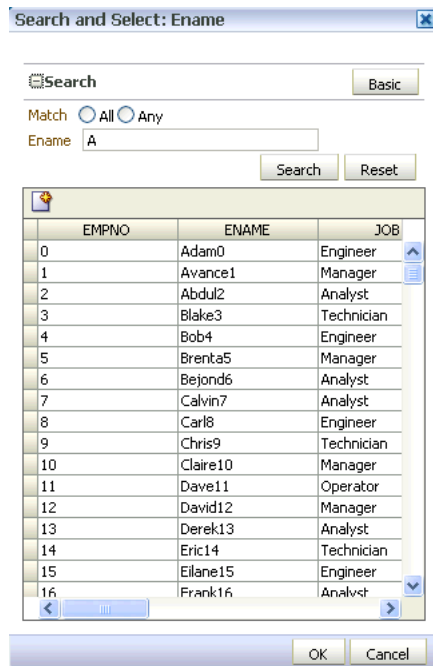 Search and Select: Ename
Search
Basic
Match All Any
Ename A
Search Reset
EMPNO ENAME JOB
0 Adam0 Engineer
1 Avance1 Manager
2 Abdul2 Analyst
3 Blake3 Technician
4 Bob4 Engineer
5 Brenta5 Manager
6 Bejond6 Analyst
7 Calvin7 Analyst
8 Carl8 Engineer
9 Chris9 Technician
10 Claire10 Manager
11 Dave11 Operator
12 David12 Manager
13 Derek13 Analyst
14 Eric14 Technician
15 Eilane15 Engineer
16 Frank16 Analyst
OK Cancel